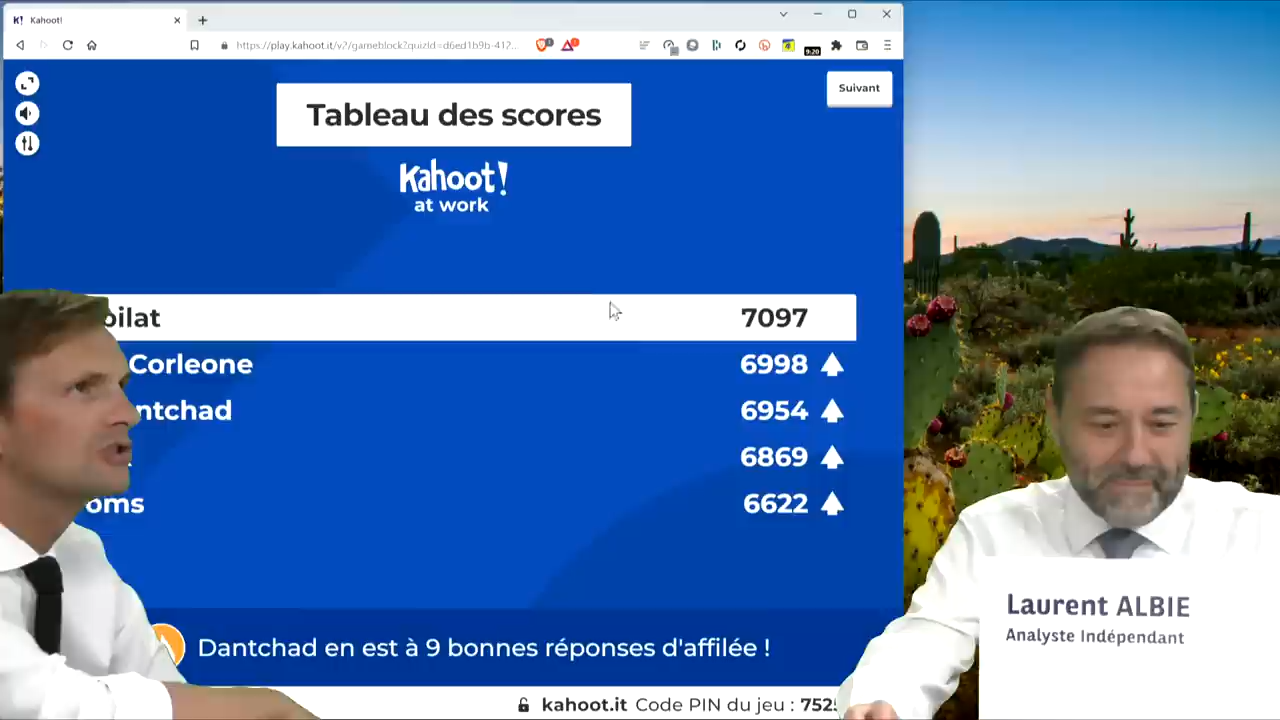 Kahoot!
https://play.kahoot.it/v2/gameblock?quizId=d6ed1b9b-412...
9:20
Tableau des scores
Suivant
Kahoot!
at work
7097
Corleone 6998
6954
6869
6622
Dantchad en est à 9 bonnes réponses d'affilée !
Laurent ALBIE
Analyste Indépendant
kahoot.it Code PIN du jeu :